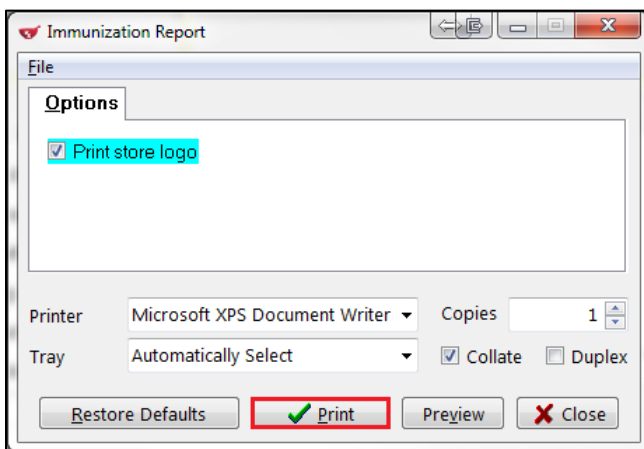 Immunization Report
File
Options
Print store logo
Printer Microsoft XPS Document Writer Copies 1
Tray Automatically Select Collate Duplex
Restore Defaults Print Preview Close